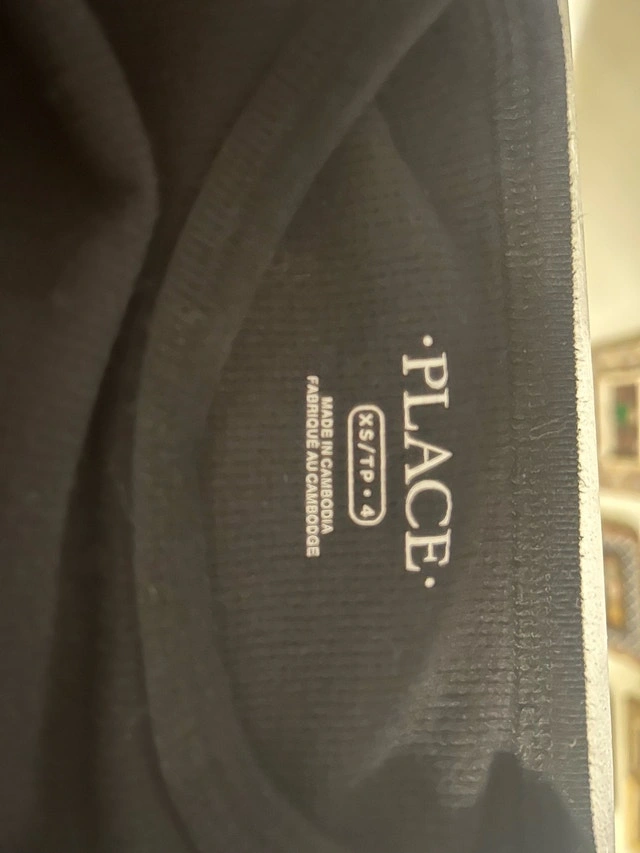 ·PLACE·
XS/TP • 4
MADE IN CAMBODIA
FABRIQUÉ AU CAMBODGE